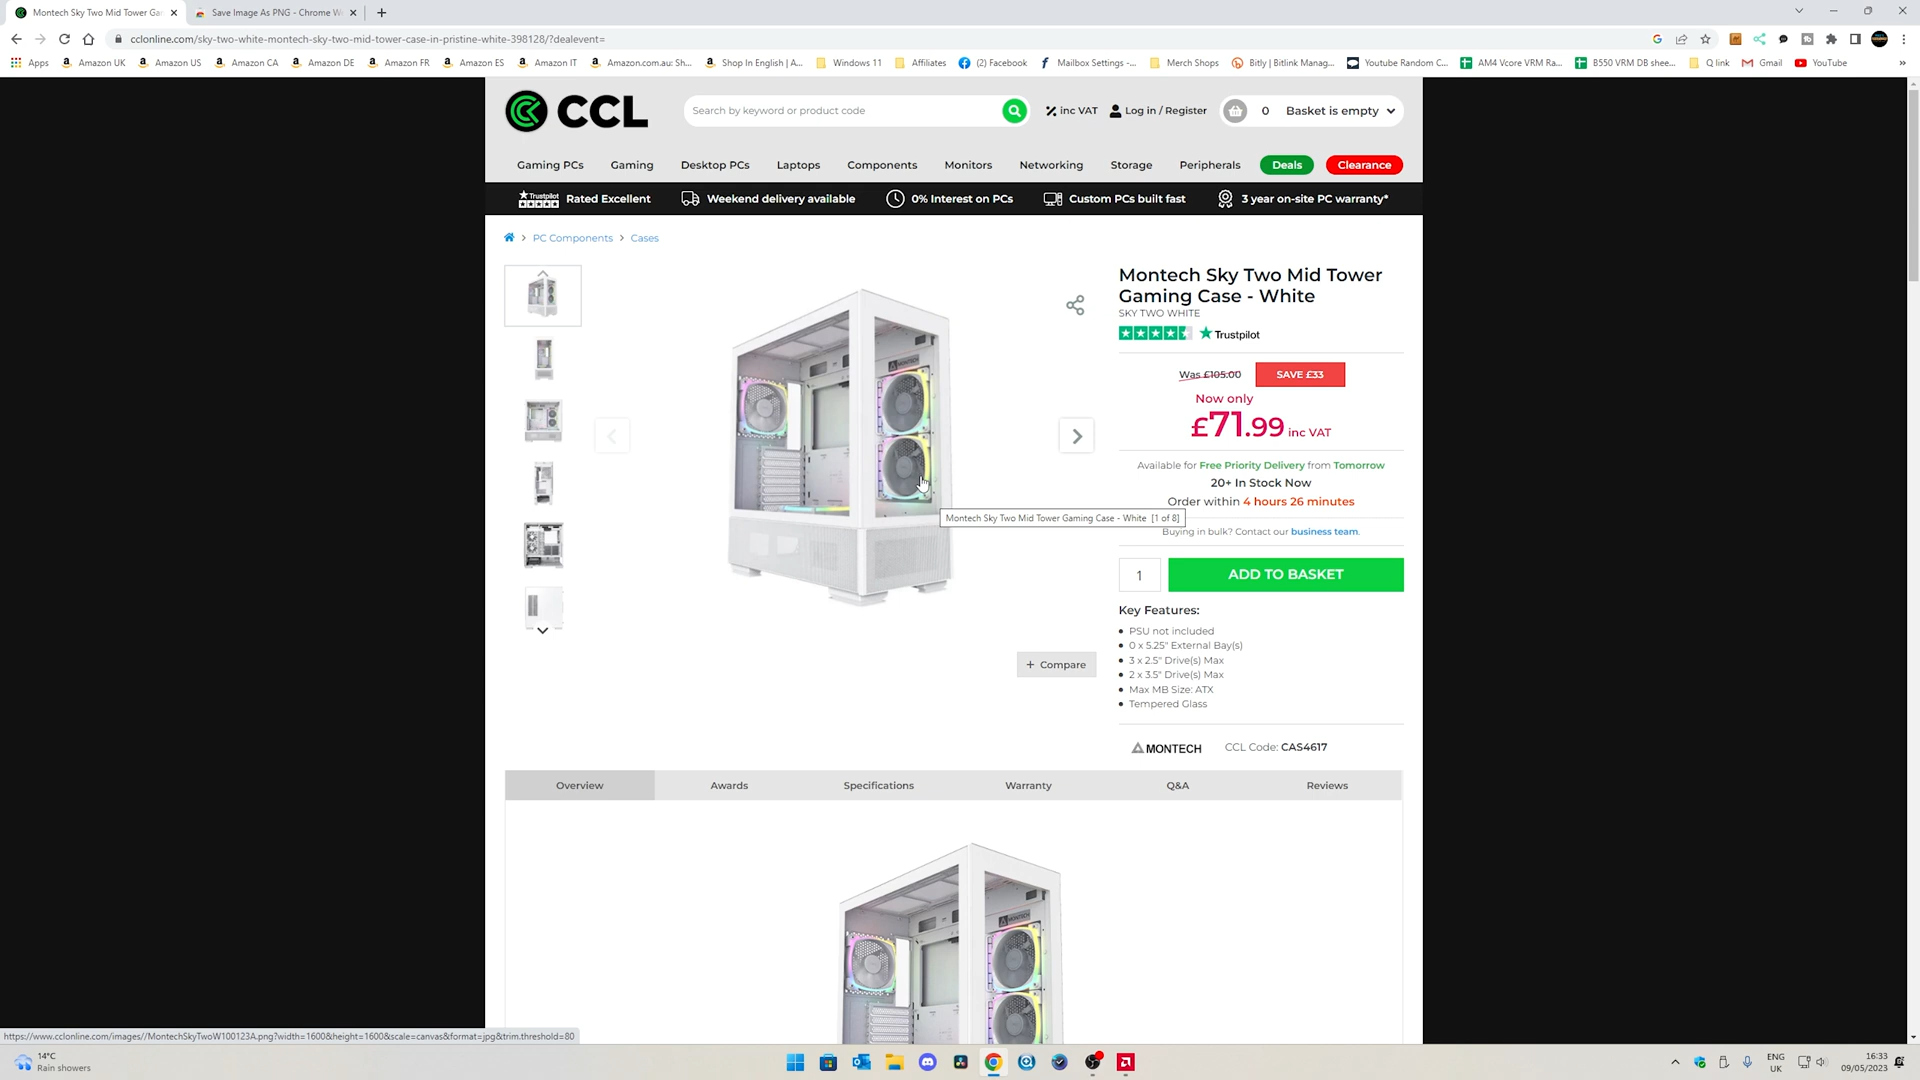 Montech Sky Two Mid Tower Ga
Save Image As PNG - Chrome W
cclonline.com/sky-two-white-montech-sky-two-mid-tower-case-in-pristine-white-398128/?dealevent=
Apps
Amazon UK
Amazon US
Amazon CA
Amazon DE
Amazon FR
Amazon ES
Amazon IT
Amazon.com.au: Sh...
Shop In English | A...
Windows 11
Affiliates
(2) Facebook
Mailbox Settings -...
Merch Shops
Bitly | Bitlink Manag...
Youtube Random C...
AM4 Vcore VRM Ra...
B550 VRM DB shee...
Q link
Gmail
YouTube
CCL
Search by keyword or product code
inc VAT
Log in / Register
0
Basket is empty
Gaming PCs
Gaming
Desktop PCs
Laptops
Components
Monitors
Networking
Storage
Peripherals
Deals
Clearance
Trustpilot
Rated Excellent
Weekend delivery available
0% Interest on PCs
Custom PCs built fast
3 year on-site PC warranty*
PC Components
Cases
Montech Sky Two Mid Tower
Gaming Case - White
SKY TWO WHITE
Trustpilot
Was £105.00
SAVE £33
Now only
£71.99 inc VAT
Available for Free Priority Delivery from Tomorrow
20+ In Stock Now
Order within 4 hours 26 minutes
Montech Sky Two Mid Tower Gaming Case - White [1 of 8]
Buying in bulk? Contact our business team.
1
ADD TO BASKET
Key Features:
PSU not included
0 x 5.25" External Bay(s)
3 x 2.5" Drive(s) Max
2 x 3.5" Drive(s) Max
Max MB Size: ATX
Tempered Glass
+ Compare
MONTECH
CCL Code: CAS4617
Overview
Awards
Specifications
Warranty
Q&A
Reviews
MONTECH
MONTECH
https://www.cclonline.com/images//MontechSkyTwoW100123A.png?width=1600&height=1600&scale=canvas&format=jpg&trim.threshold=80
14°C
Rain showers
ENG
UK
16:33
09/05/2023